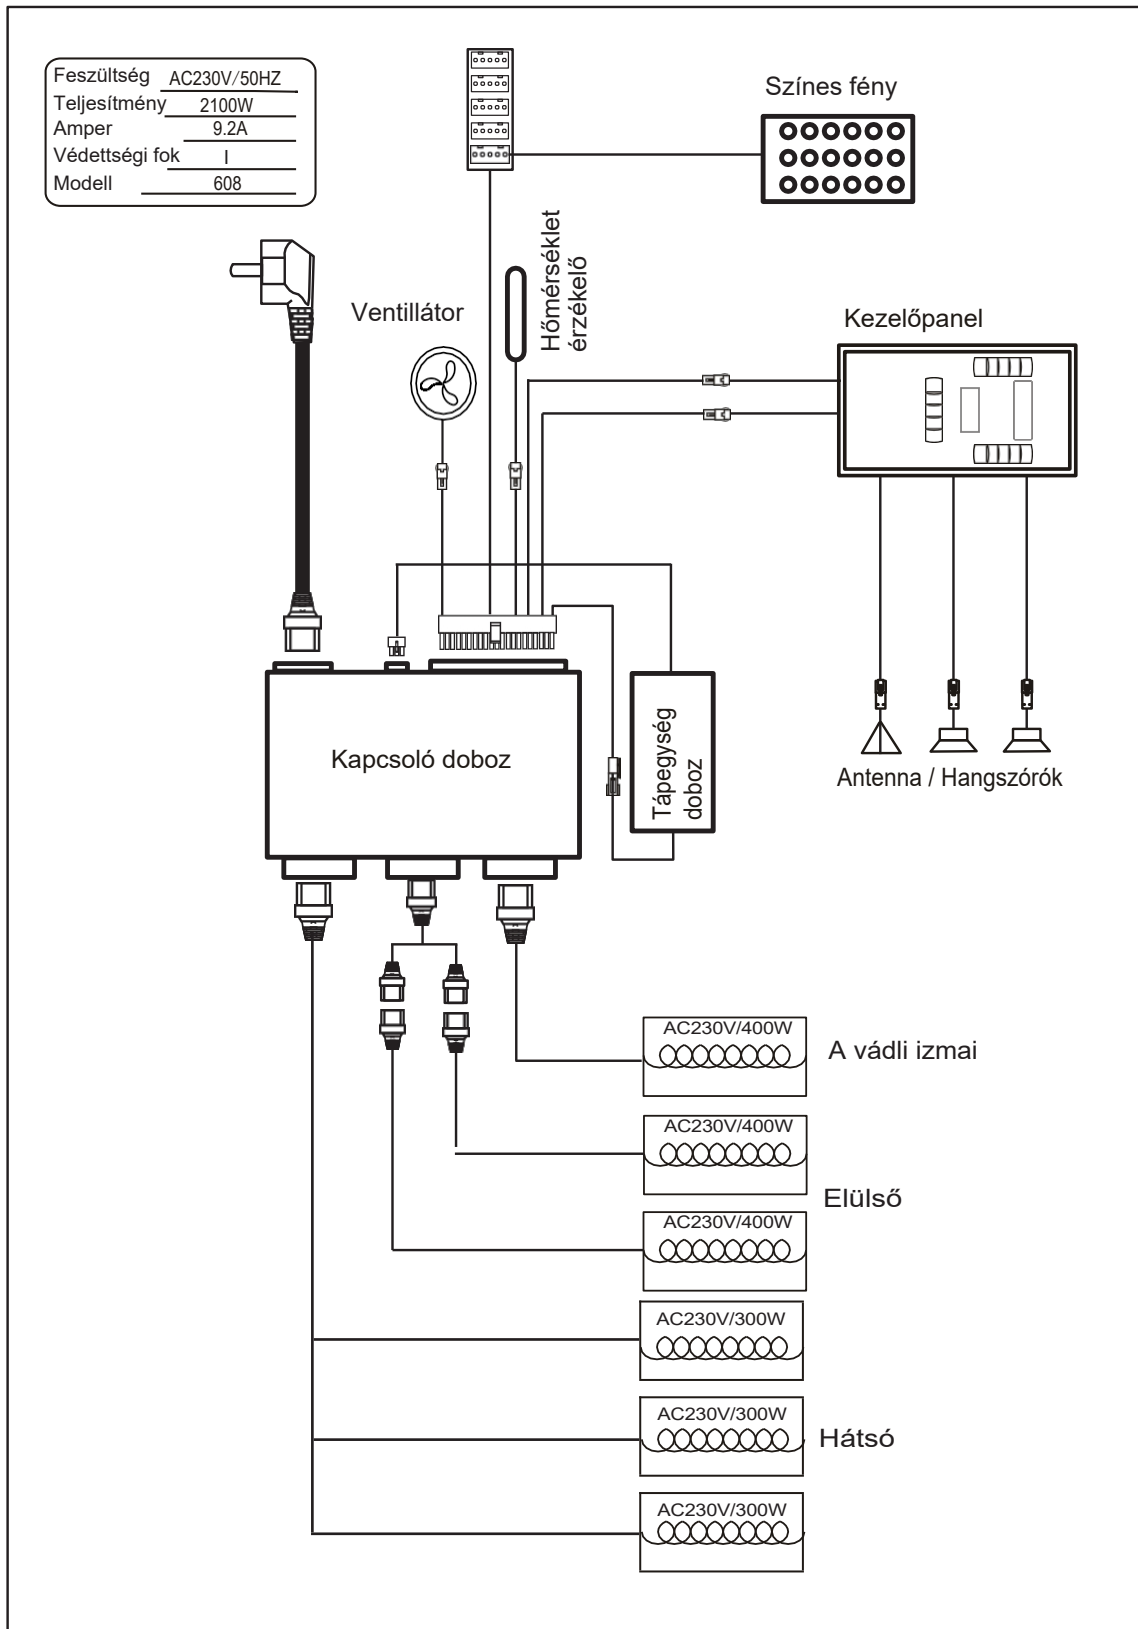 Feszültség AC230V/50HZ
Teljesítmény 2100W
Amper 9.2A
Védettségi fok I
Modell 608
Színes fény
Ventillátor
Hőmérséklet
érzékelő
Kezelőpanel
Kapcsoló doboz
Tápegység
doboz
Antenna / Hangszórók
AC230V/400W
A vádli izmai
AC230V/400W
Elülső
AC230V/400W
AC230V/300W
AC230V/300W
Hátsó
AC230V/300W